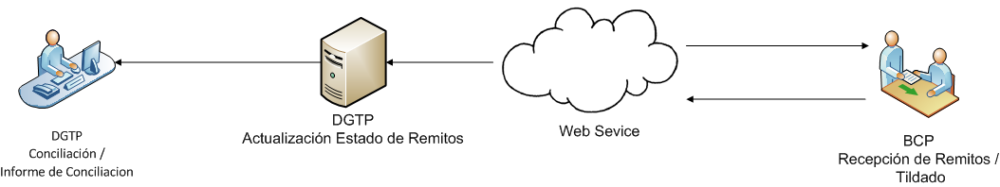 DGTP
Conciliación /
Informe de Conciliacion
DGTP
Actualización Estado de Remitos
Web Sevice
BCP
Recepción de Remitos /
Tildado